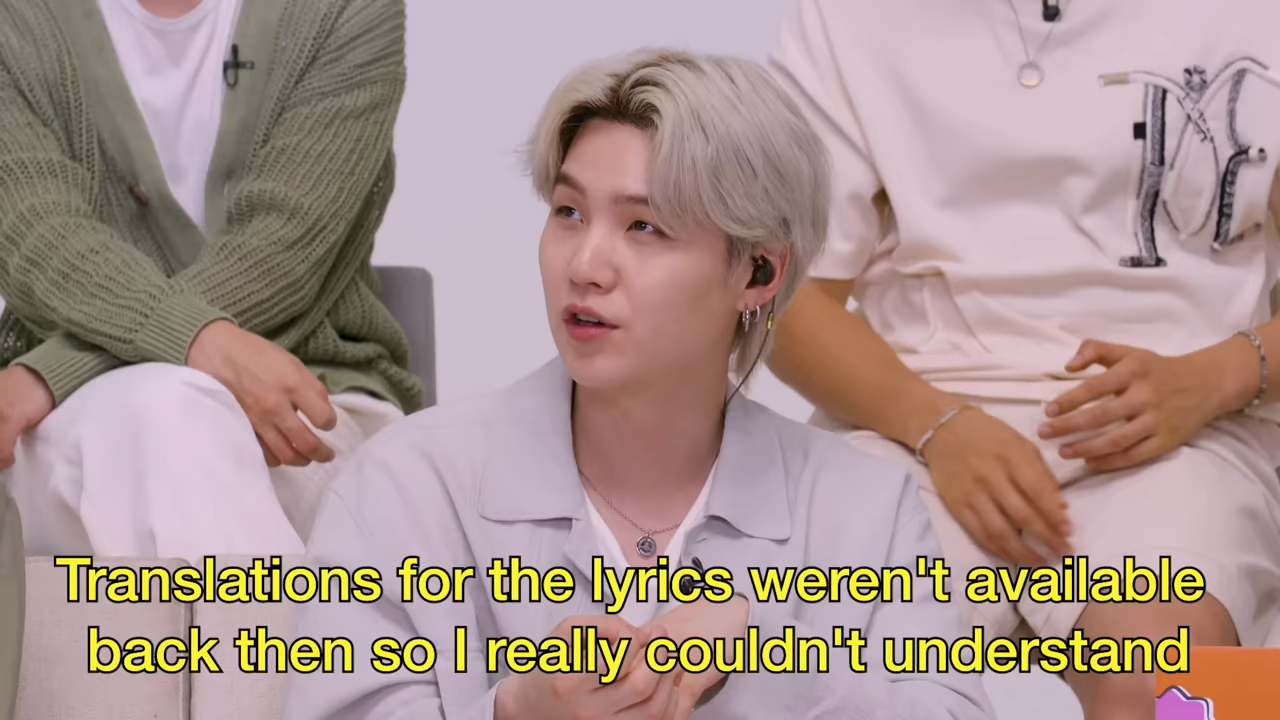 Translations for the lyrics weren't available
back then so I really couldn't understand